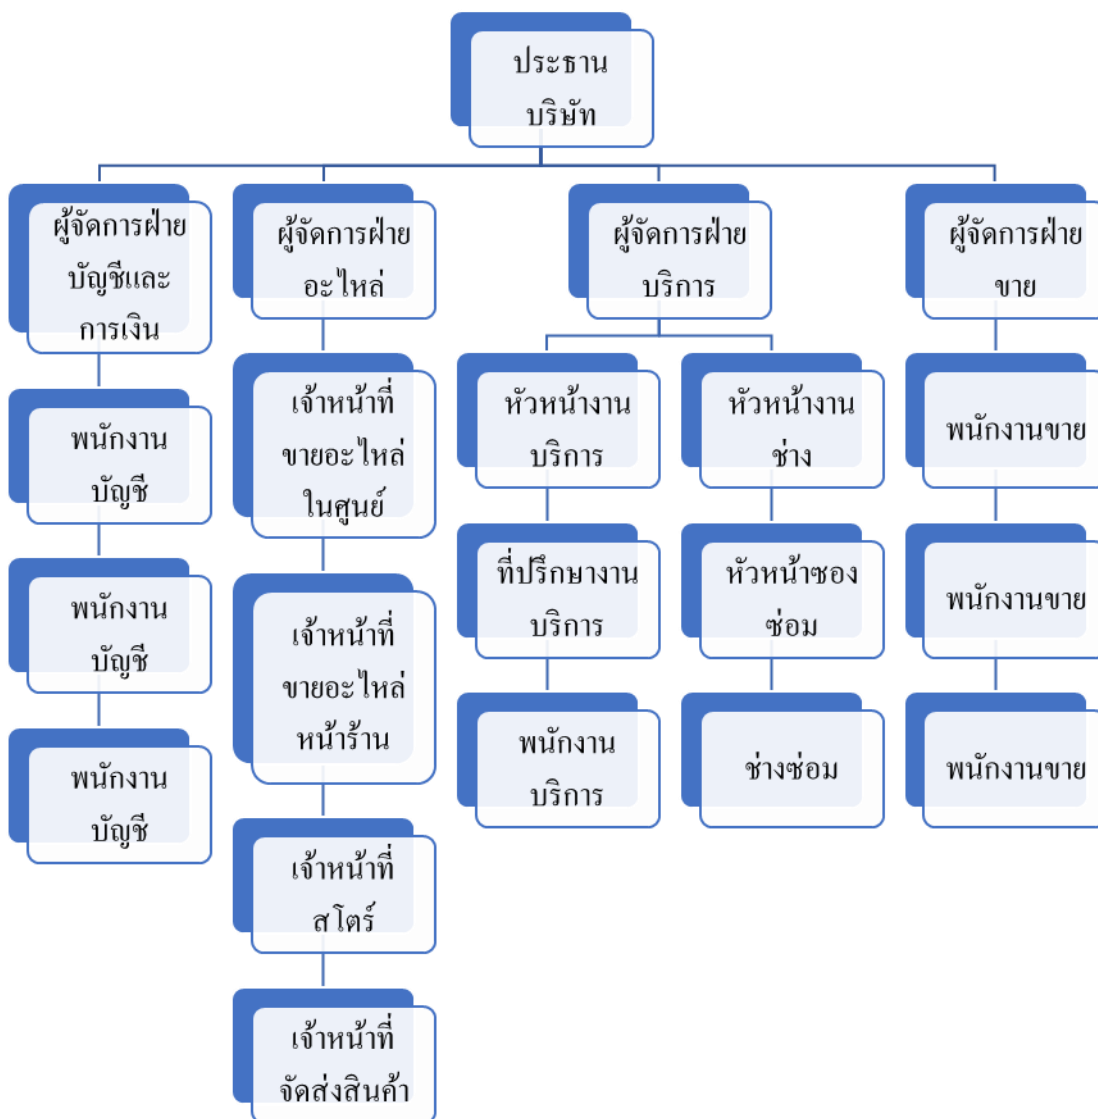 ประธาน
บริษัท
ผู้จัดการฝ่าย
บัญชีและ
การเงิน
พนักงาน
บัญชี
พนักงาน
บัญชี
พนักงาน
บัญชี
ผู้จัดการฝ่าย
อะไหล่
เจ้าหน้าที่
ขายอะไหล่
ในศูนย์
เจ้าหน้าที่
ขายอะไหล่
หน้าร้าน
เจ้าหน้าที่
สโตร์
เจ้าหน้าที่
จัดส่งสินค้า
ผู้จัดการฝ่าย
บริการ
หัวหน้างาน
บริการ
ที่ปรึกษางาน
บริการ
พนักงาน
บริการ
หัวหน้างาน
ช่าง
หัวหน้าซอง
ซ่อม
ช่างซ่อม
ผู้จัดการฝ่าย
ขาย
พนักงานขาย
พนักงานขาย
พนักงานขาย